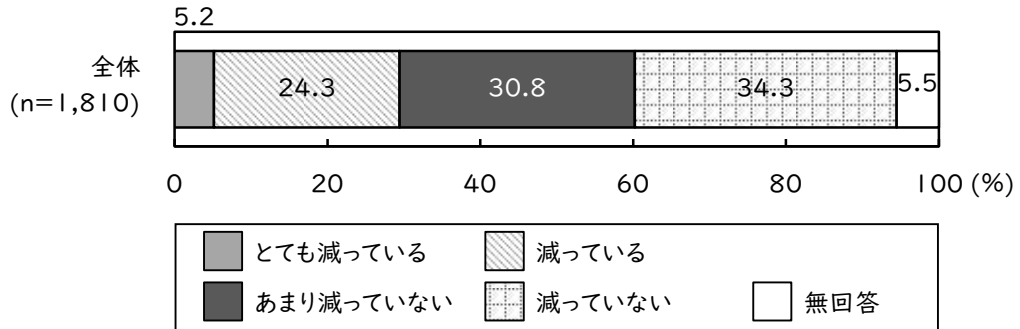 5.2
全体
(n=1,810)
24.3 30.8 34.3 5.5
0 20 40 60 80 100 (%)
とても減っている 減っている
あまり減っていない 減っていない 無回答